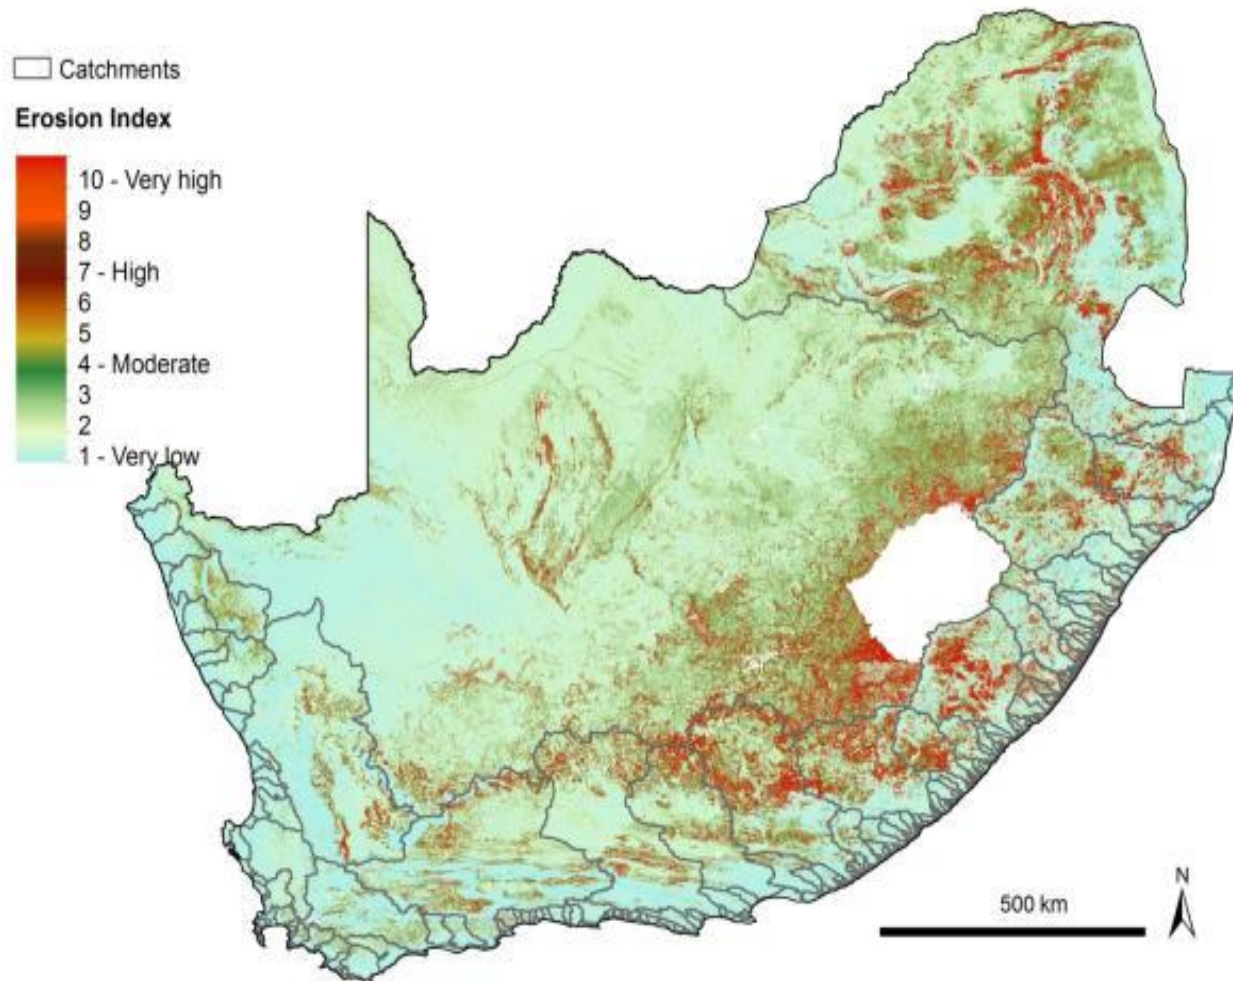 Catchments
Erosion Index
10 - Very high
9
8
7 - High
6
5
4 - Moderate
3
2
1 - Very low
N
500 km